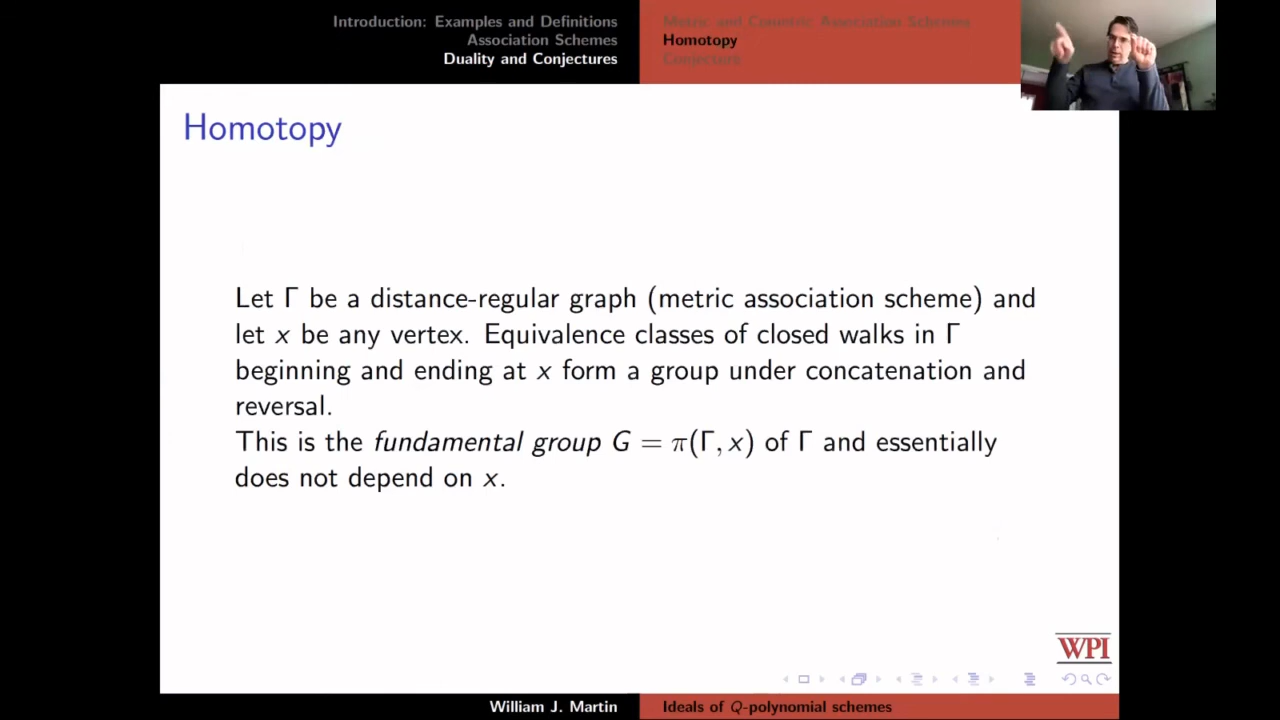 Introduction: Examples and Definitions
Association Schemes
Duality and Conjectures
Metric and Cometric Association Schemes
Homotopy
Conjecture
Homotopy
Let Γ be a distance-regular graph (metric association scheme) and
let x be any vertex. Equivalence classes of closed walks in Γ
beginning and ending at x form a group under concatenation and
reversal.
This is the fundamental group G = π(Γ, x) of Γ and essentially
does not depend on x.
WPI
William J. Martin
Ideals of Q-polynomial schemes